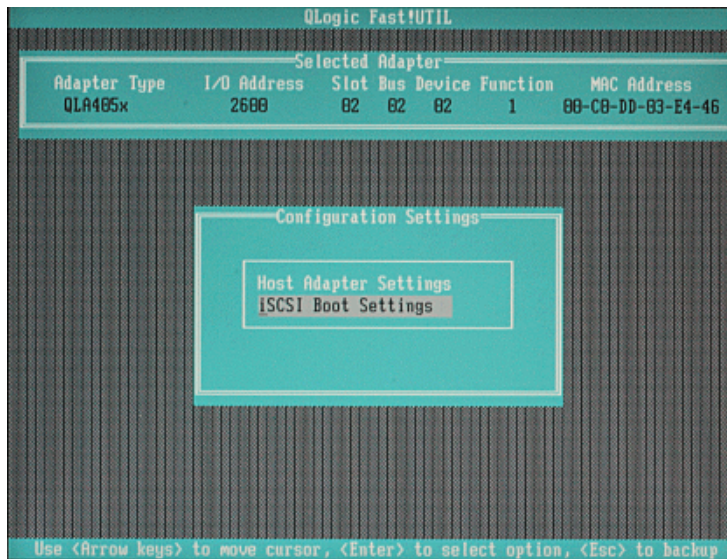 QLogic Fast!UTIL
Selected Adapter
Adapter Type I/O Address Slot Bus Device Function MAC Address
QLA405x 2600 02 02 02 1 00-C0-DD-03-E4-46
Configuration Settings
Host Adapter Settings
iSCSI Boot Settings
Use <Arrow keys> to move cursor, <Enter> to select option, <Esc> to backup